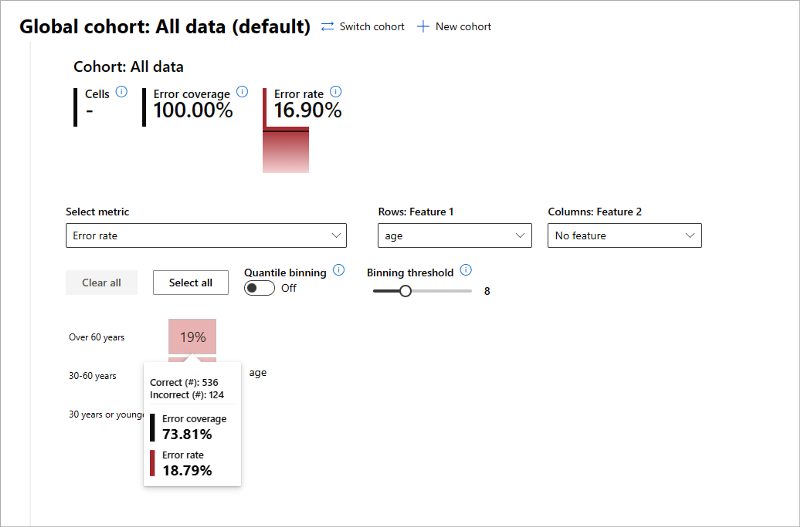 Global cohort: All data (default) Switch cohort New cohort
Cohort: All data
Cells Error coverage Error rate
- 100.00% 16.90%
Select metric Rows: Feature 1 Columns: Feature 2
Error rate age No feature
Clear all Select all Quantile binning Off Binning threshold 8
Over 60 years 19%
30-60 years age
30 years or younge
Correct (#): 536
Incorrect (#): 124
Error coverage
73.81%
Error rate
18.79%